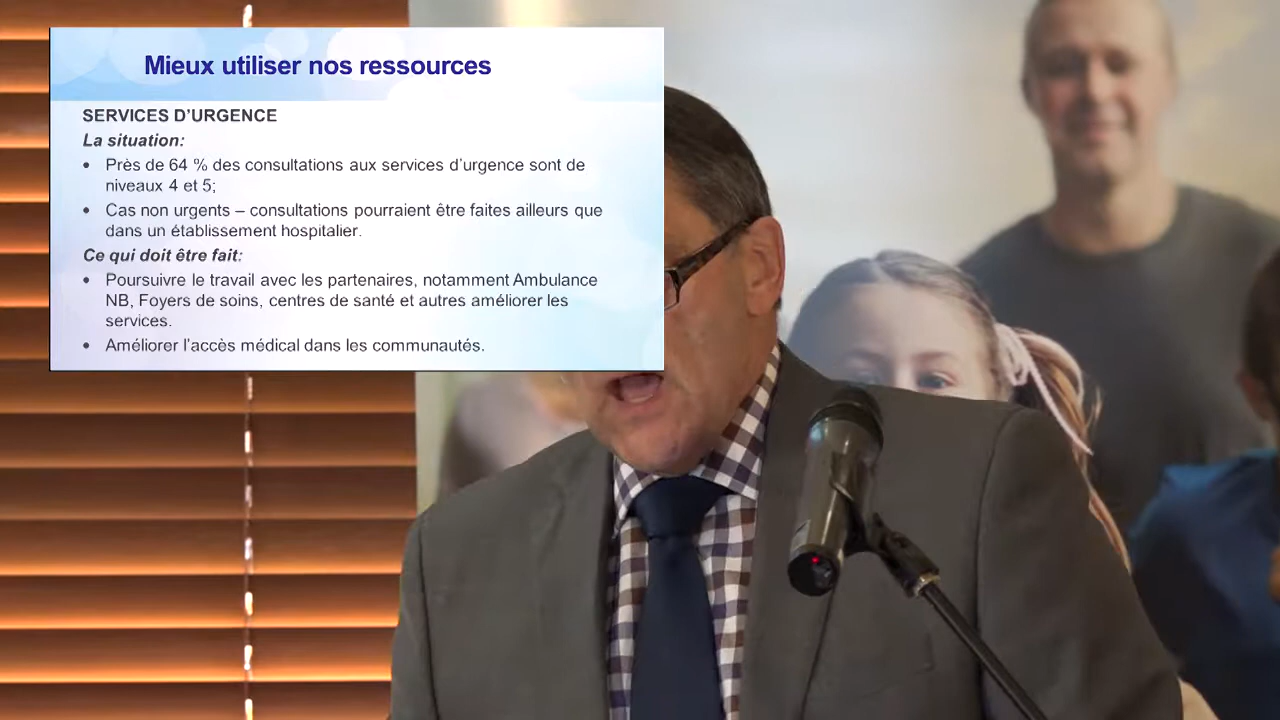 Mieux utiliser nos ressources
SERVICES D'URGENCE
La situation:
• Près de 64 % des consultations aux services d'urgence sont de
niveaux 4 et 5;
• Cas non urgents – consultations pourraient être faites ailleurs que
dans un établissement hospitalier.
Ce qui doit être fait:
• Poursuivre le travail avec les partenaires, notamment Ambulance
NB, Foyers de soins, centres de santé et autres améliorer les
services.
• Améliorer l'accès médical dans les communautés.